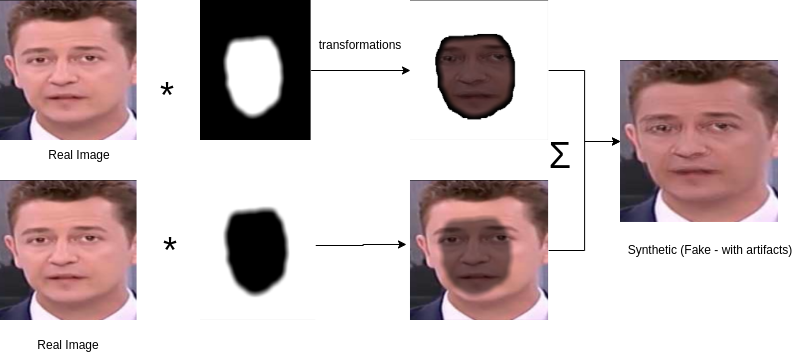 transformations
*
Real Image
Σ
*
Synthetic (Fake - with artifacts)
Real Image